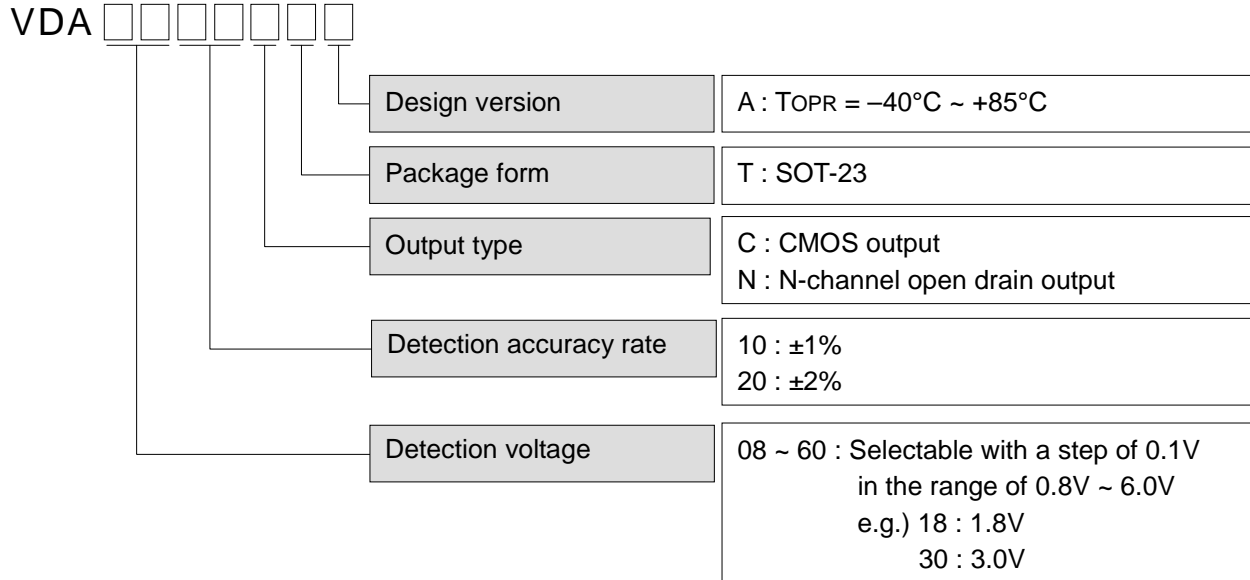 VDA
Design version
A : TOPR = –40°C ~ +85°C
Package form
T : SOT-23
Output type
C : CMOS output
N : N-channel open drain output
Detection accuracy rate
10 : ±1%
20 : ±2%
Detection voltage
08 ~ 60 : Selectable with a step of 0.1V
in the range of 0.8V ~ 6.0V
e.g.) 18 : 1.8V
30 : 3.0V